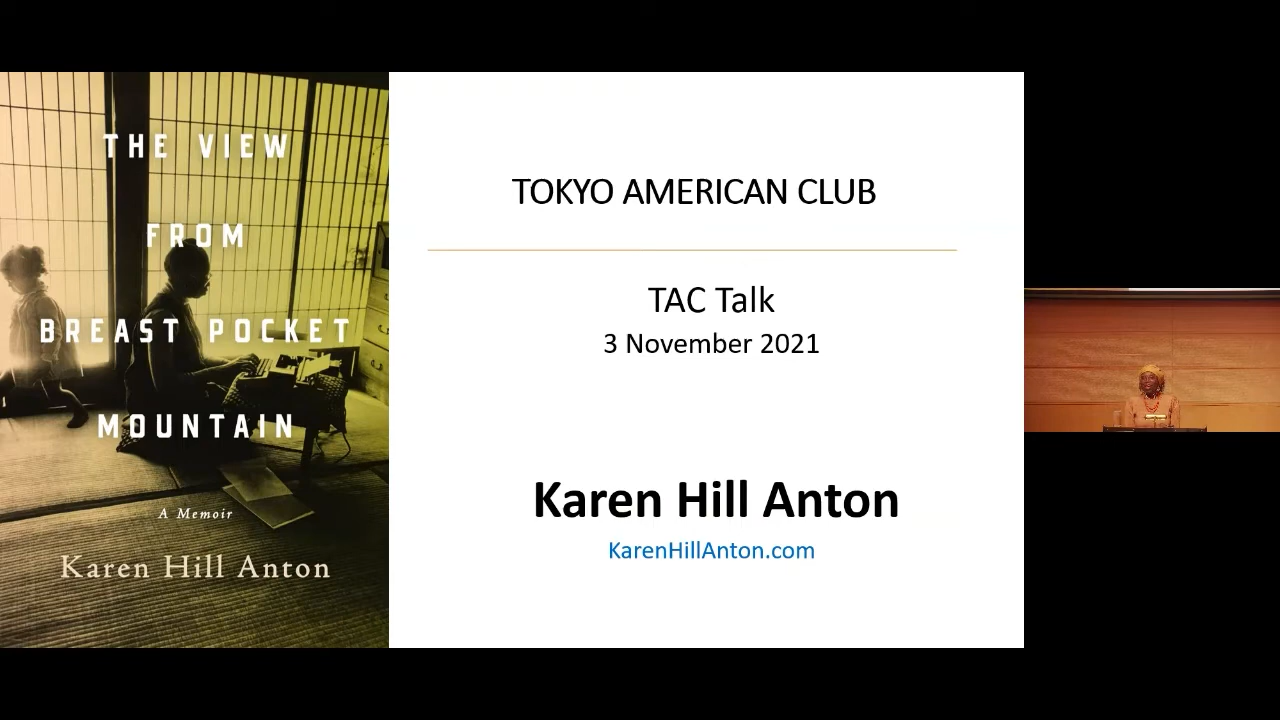 THE VIEW
FROM
BREAST POCKET
MOUNTAIN
A Memoir
Karen Hill Anton
TOKYO AMERICAN CLUB
TAC Talk
3 November 2021
Karen Hill Anton
KarenHillAnton.com